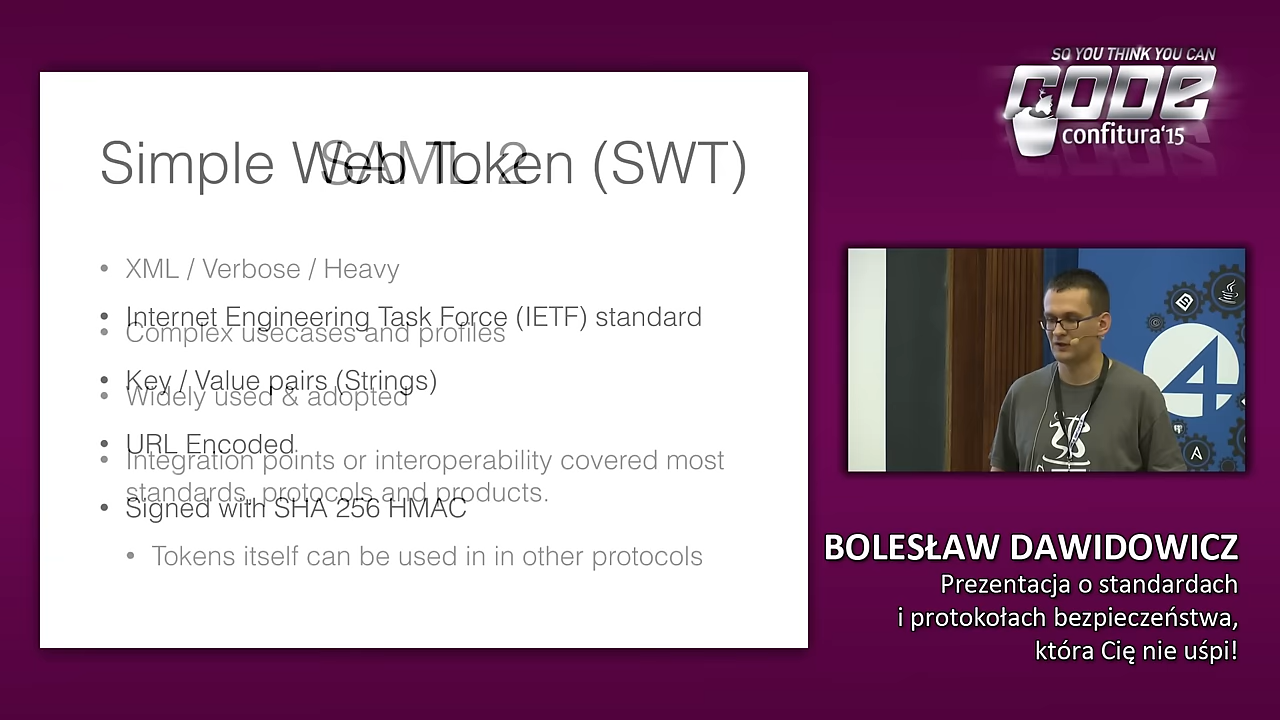 SO YOU THINK YOU CAN
CODE
confitura'15
Simple Web Token (SWT)
SAML 2
• XML / Verbose / Heavy
• Internet Engineering Task Force (IETF) standard
• Complex usecases and profiles
• Key / Value pairs (Strings)
• Widely used & adopted
• URL Encoded
• Integration points or interoperability covered most
standards, protocols and products.
• Signed with SHA 256 HMAC
• Tokens itself can be used in in other protocols
4
BOLESŁAW DAWIDOWICZ
Prezentacja o standardach
i protokołach bezpieczeństwa,
która Cię nie uśpi!